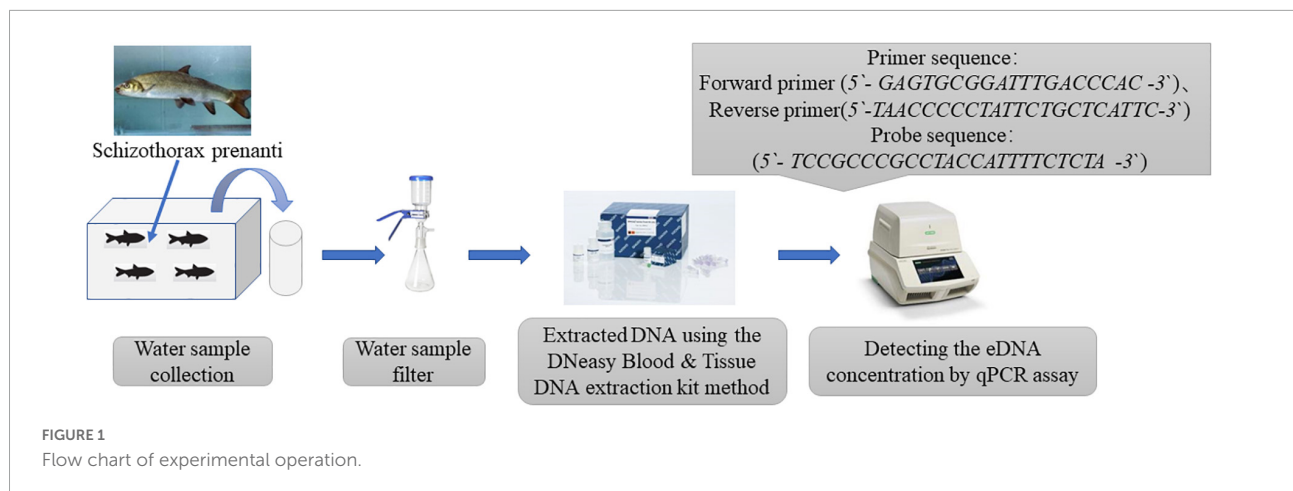 Primer sequence:
Forward primer (5`- GAGTGCGGATTTGACCCAC -3`)、
Reverse primer(5`-TAACCCCCTATTCTGCTCATTC-3`)
Probe sequence:
(5`- TCCGCCCGCCTACCATTTTCTCTA -3`)
Schizothorax prenanti
Water sample
collection
Water sample
filter
Extracted DNA using the
DNeasy Blood & Tissue
DNA extraction kit method
Detecting the eDNA
concentration by qPCR assay
FIGURE 1
Flow chart of experimental operation.